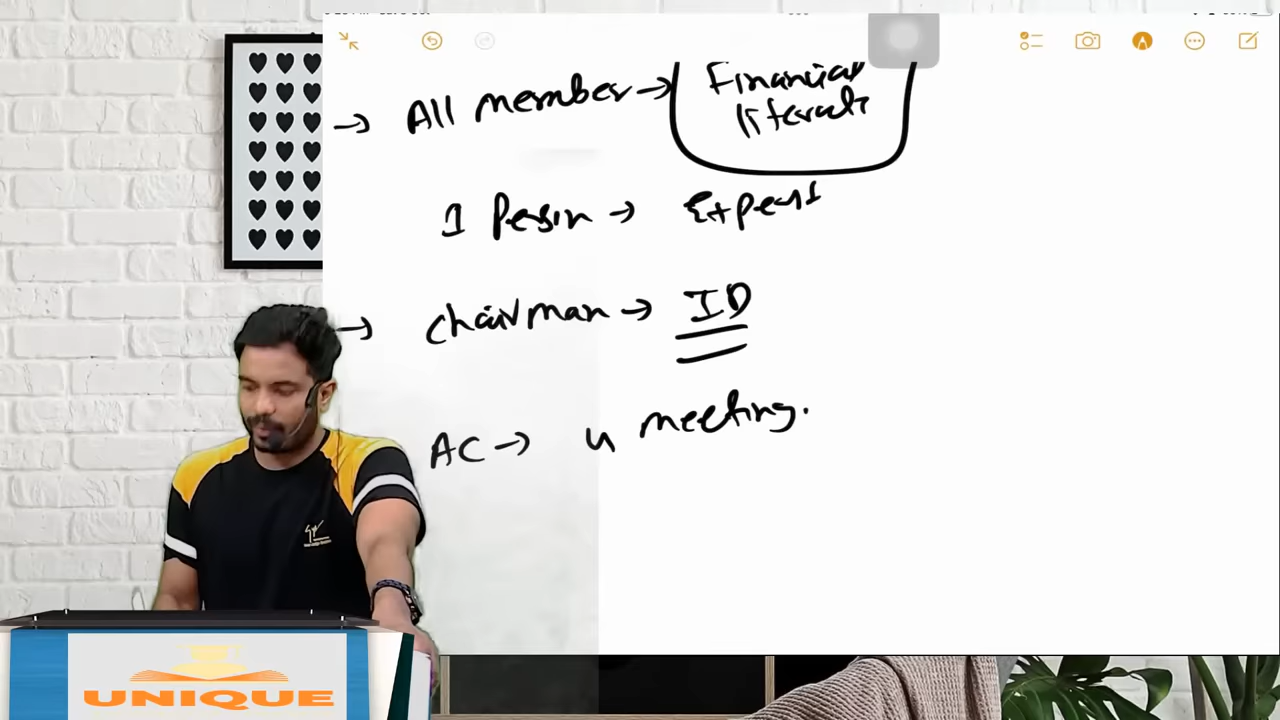 → All member → Financial
literate
1 Person → Expert
→ Chairman → ID
AC → 4 meeting.
UNIQUE